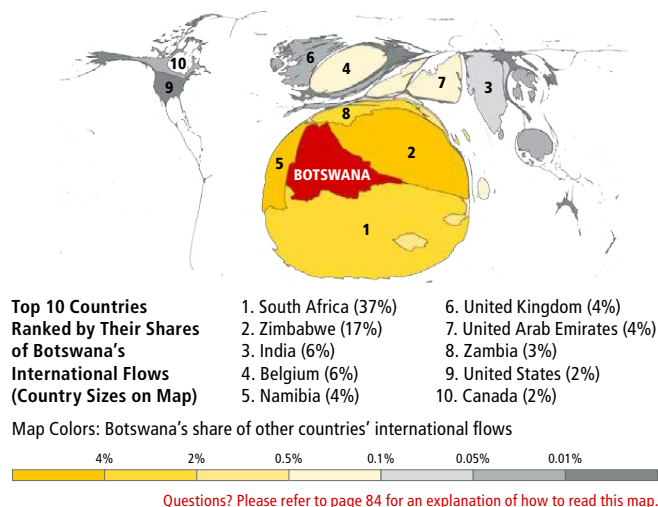 10
9
6
4
7
3
8
5
2
BOTSWANA
1
Top 10 Countries
Ranked by Their Shares
of Botswana's
International Flows
(Country Sizes on Map)
1. South Africa (37%)
2. Zimbabwe (17%)
3. India (6%)
4. Belgium (6%)
5. Namibia (4%)
6. United Kingdom (4%)
7. United Arab Emirates (4%)
8. Zambia (3%)
9. United States (2%)
10. Canada (2%)
Map Colors: Botswana's share of other countries' international flows
4% 2% 0.5% 0.1% 0.05% 0.01%
Questions? Please refer to page 84 for an explanation of how to read this map.